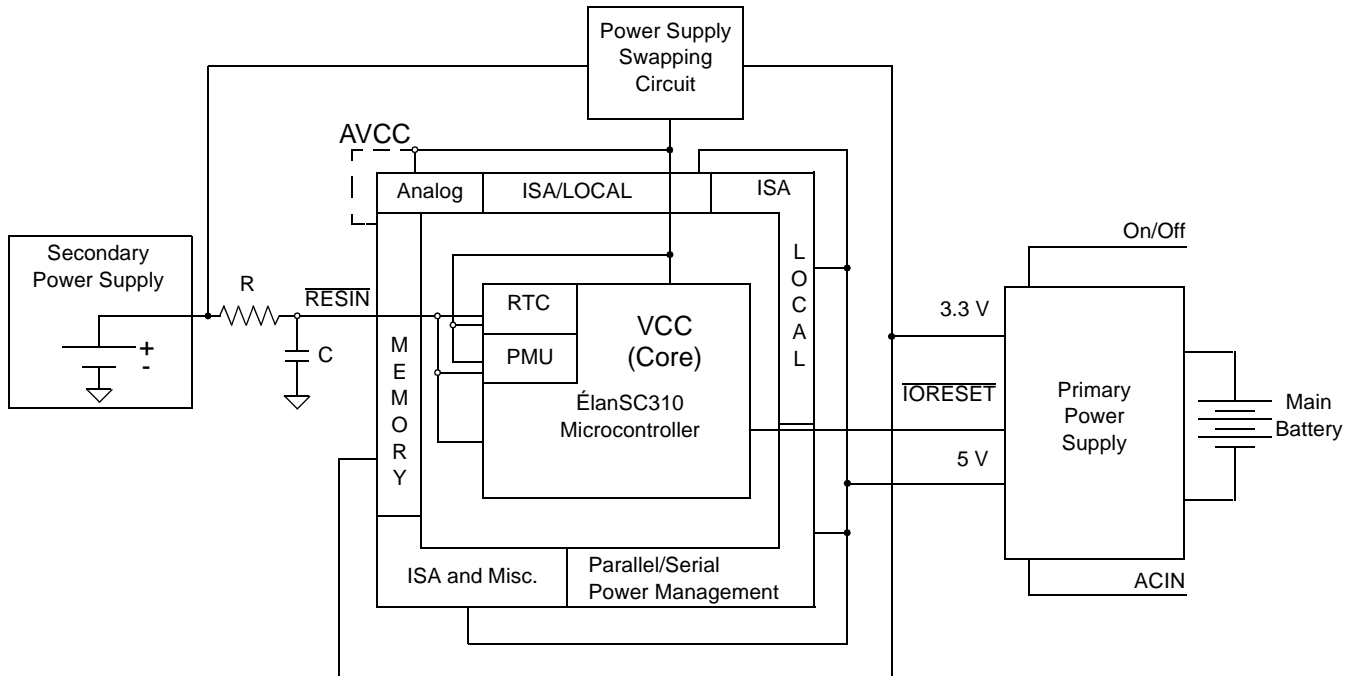 Power Supply
Swapping
Circuit
AVCC
Analog
ISA/LOCAL
ISA
Secondary
Power Supply
+
-
R
C
RESIN
MEMORY
RTC
PMU
VCC
(Core)
ÉlanSC310
Microcontroller
LOCAL
ISA and Misc.
Parallel/Serial
Power Management
On/Off
3.3 V
IORESET
5 V
Primary
Power
Supply
Main
Battery
ACIN